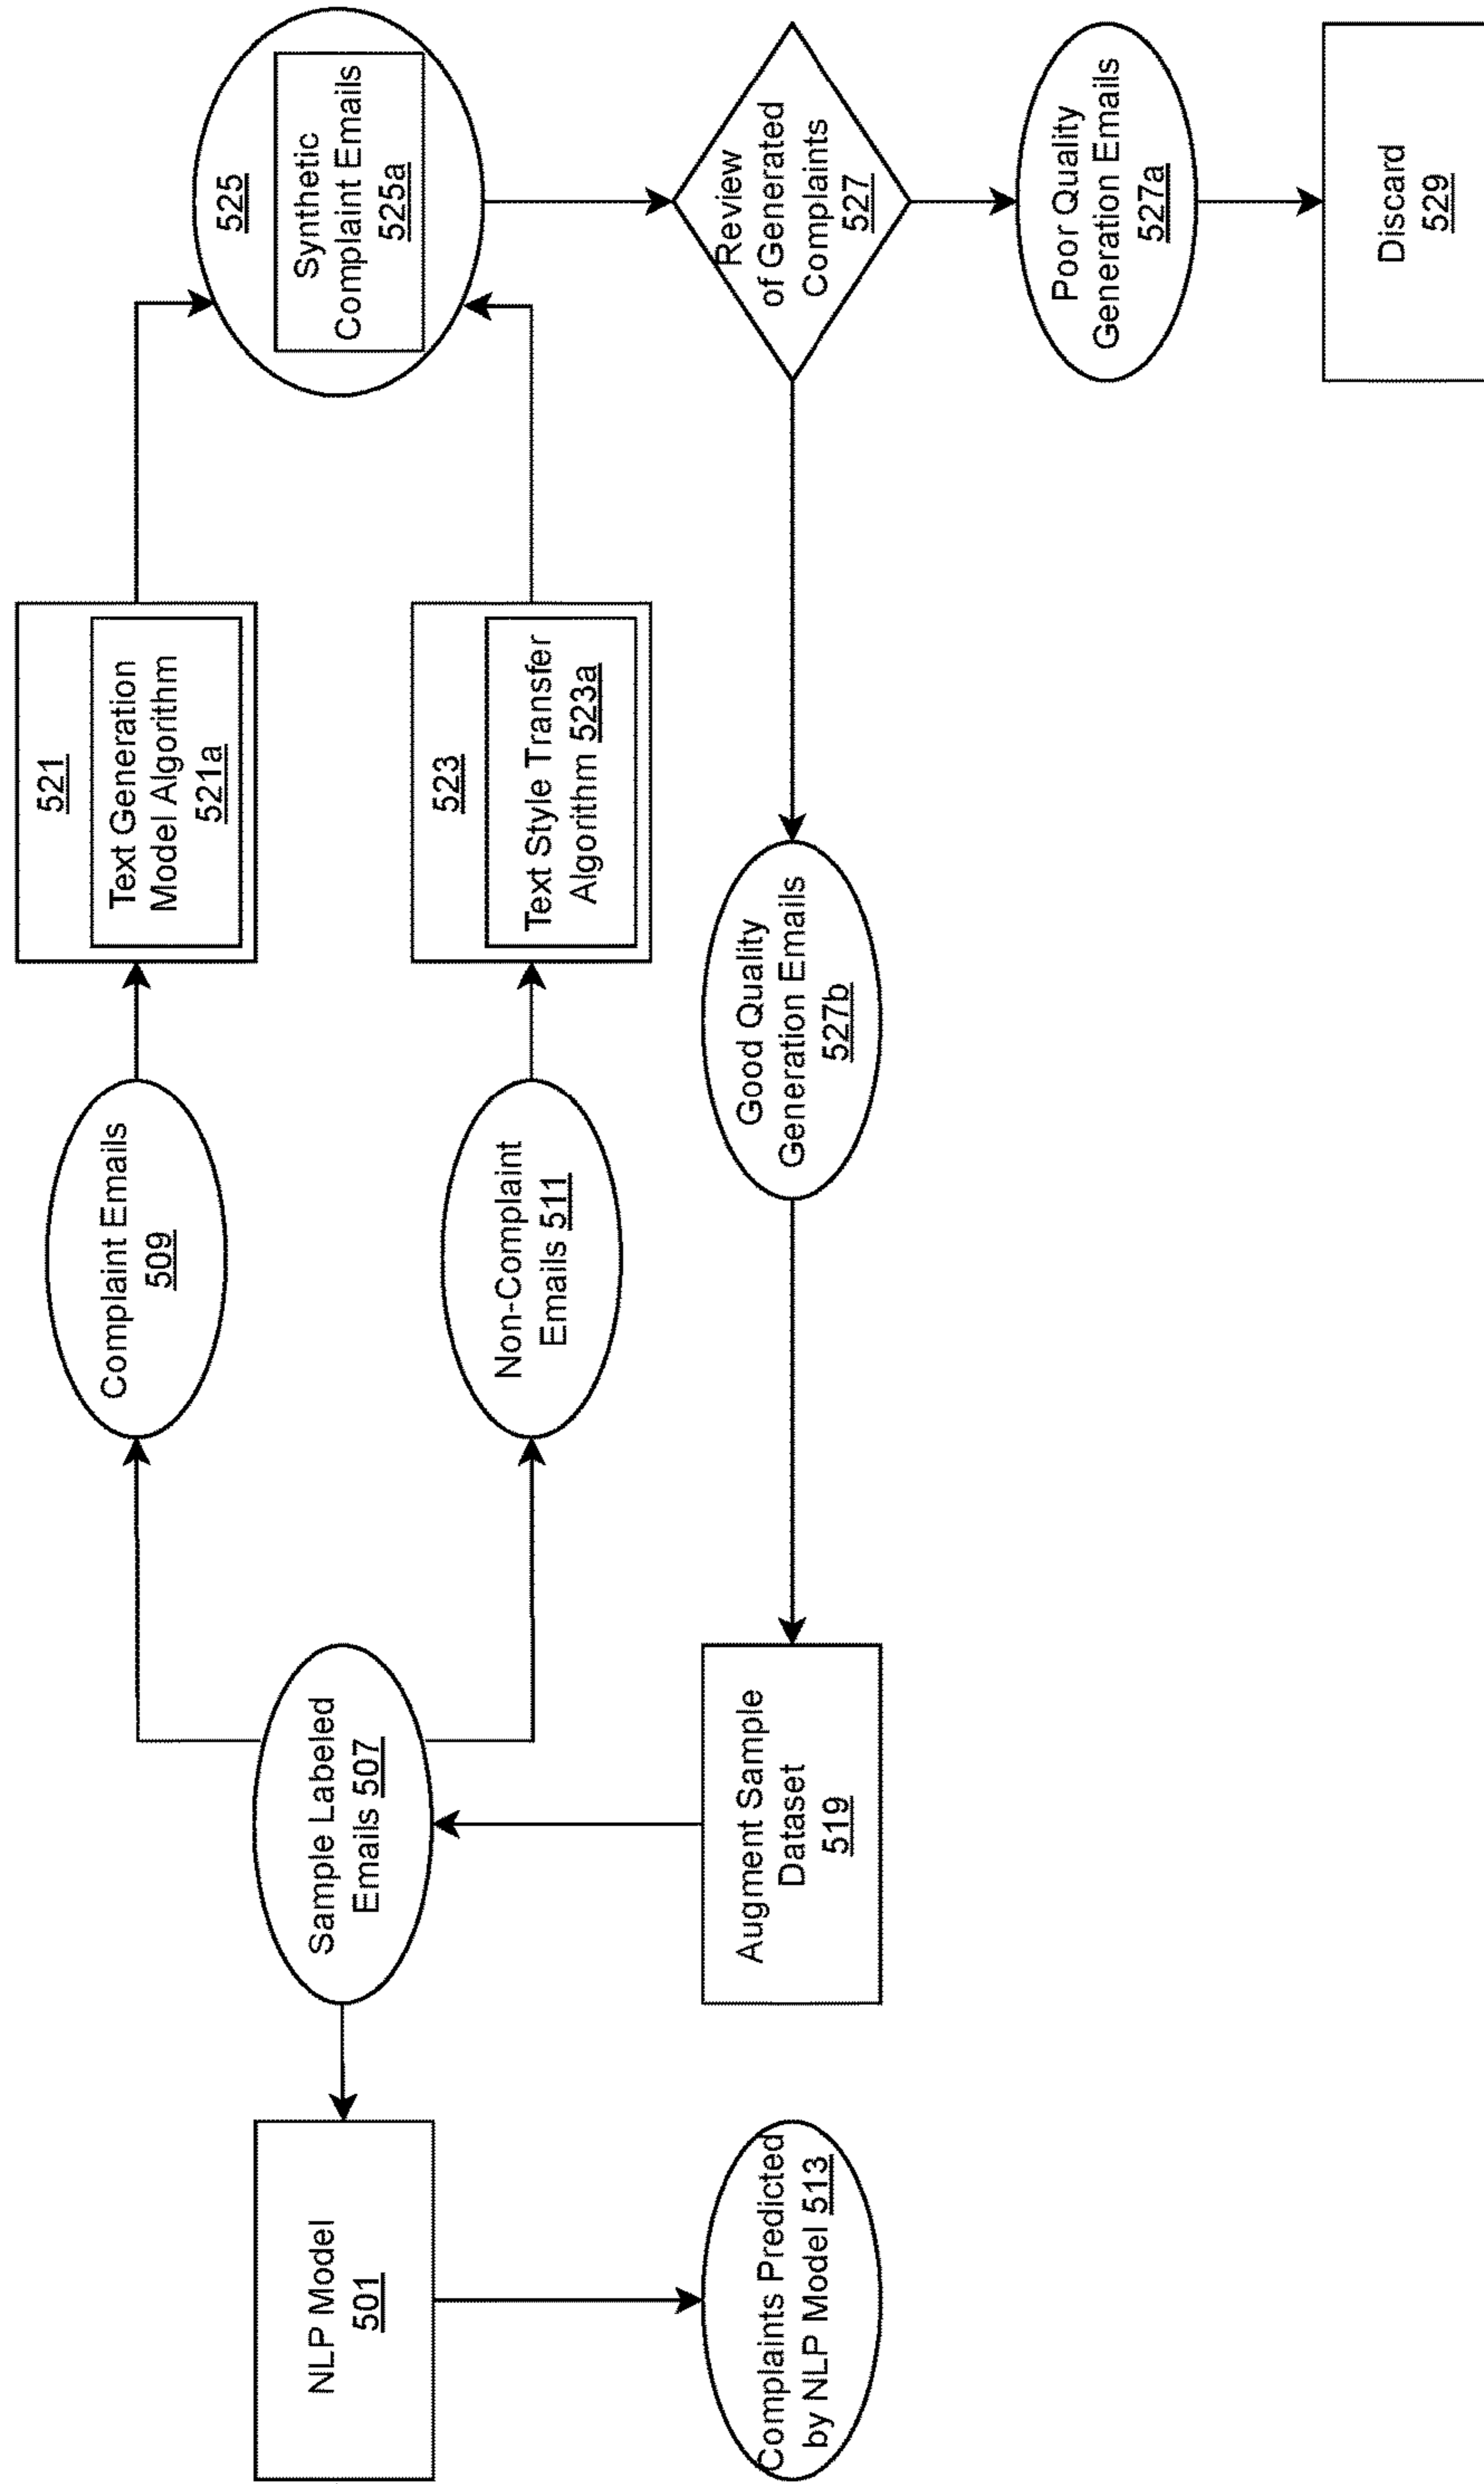 NLP Model
501
Complaints Predicted
by NLP Model 513
Sample Labeled
Emails 507
Augment Sample
Dataset
519
Complaint Emails
509
Non-Complaint
Emails 511
521
Text Generation
Model Algorithm
521a
523
Text Style Transfer
Algorithm 523a
Good Quality
Generation Emails
527b
525
Synthetic
Complaint Emails
525a
Review
of Generated
Complaints
527
Poor Quality
Generation Emails
527a
Discard
529